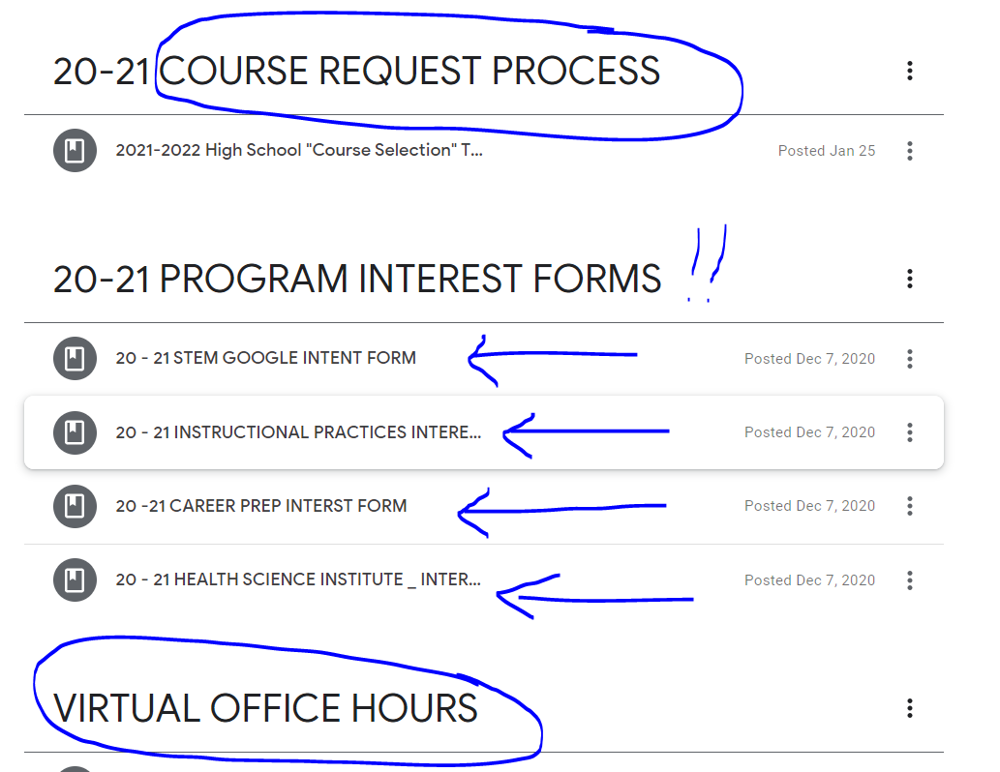 20-21 COURSE REQUEST PROCESS
2021-2022 High School "Course Selection" T... Posted Jan 25
20-21 PROGRAM INTEREST FORMS !!
20 - 21 STEM GOOGLE INTENT FORM Posted Dec 7, 2020
20 - 21 INSTRUCTIONAL PRACTICES INTERE... Posted Dec 7, 2020
20 -21 CAREER PREP INTERST FORM Posted Dec 7, 2020
20 - 21 HEALTH SCIENCE INSTITUTE _ INTER... Posted Dec 7, 2020
VIRTUAL OFFICE HOURS